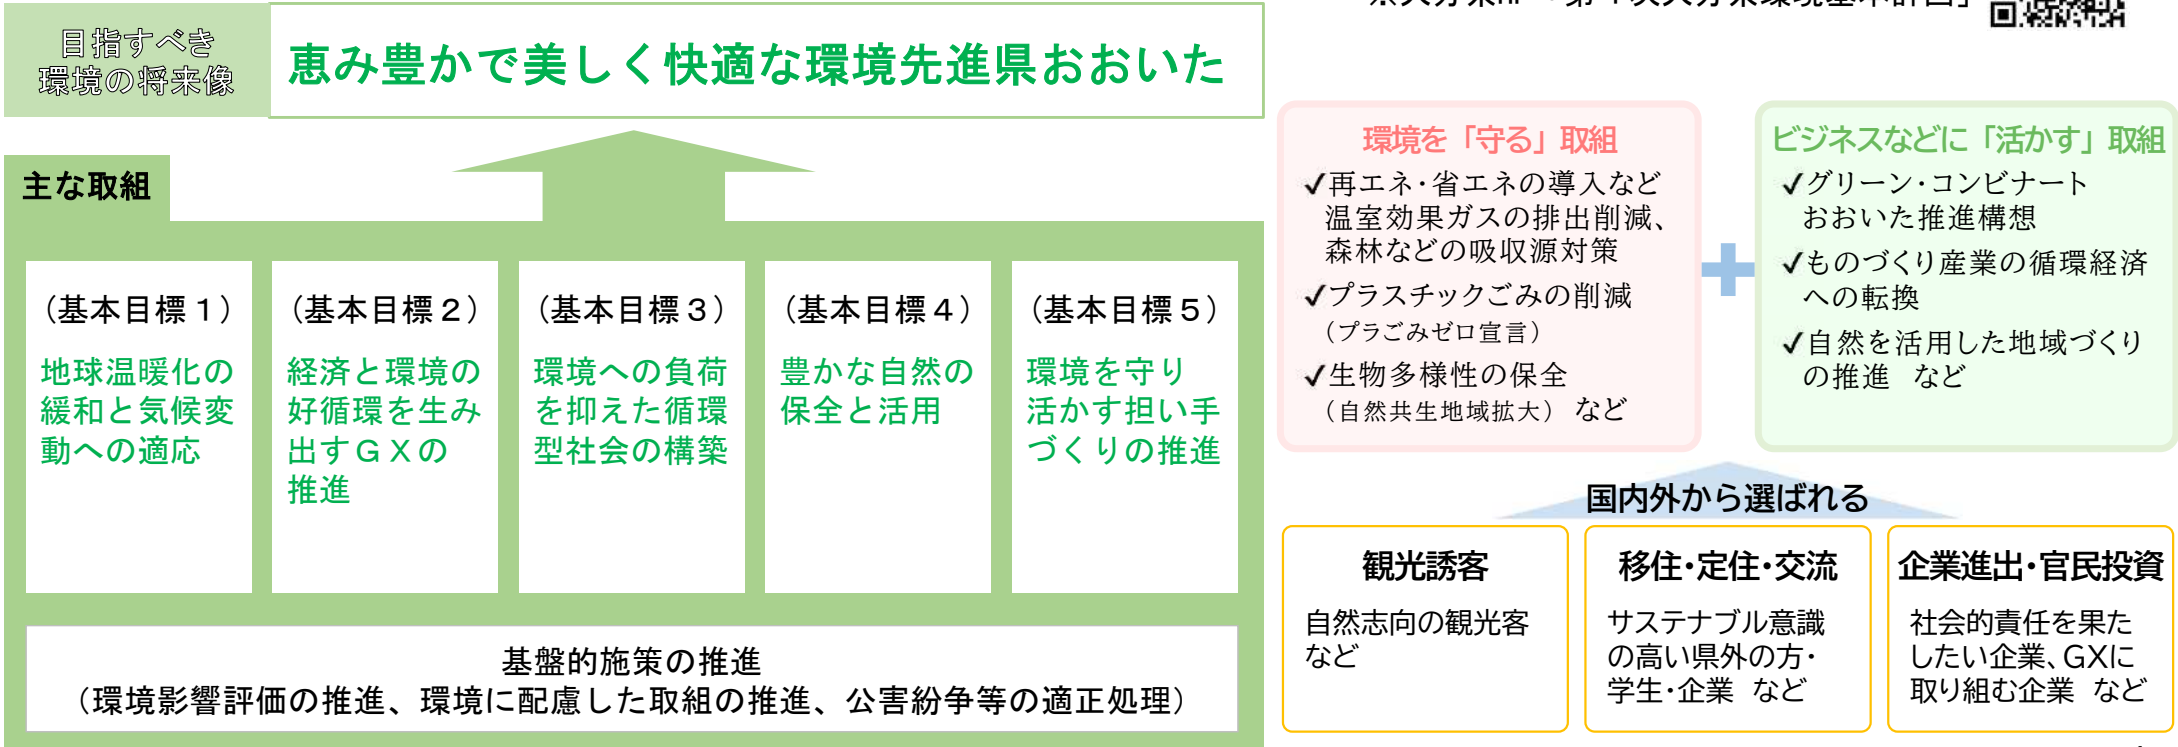 目指すべき
環境の将来像
恵み豊かで美しく快適な環境先進県おおいた
主な取組
（基本目標１）
地球温暖化の
緩和と気候変
動への適応
（基本目標２）
経済と環境の
好循環を生み
出すＧＸの
推進
（基本目標３）
環境への負荷
を抑えた循環
型社会の構築
（基本目標４）
豊かな自然の
保全と活用
（基本目標５）
環境を守り
活かす担い手
づくりの推進
基盤的施策の推進
（環境影響評価の推進、環境に配慮した取組の推進、公害紛争等の適正処理）
環境を「守る」取組
✓再エネ・省エネの導入など
温室効果ガスの排出削減、
森林などの吸収源対策
✓プラスチックごみの削減
（プラごみゼロ宣言）
✓生物多様性の保全
（自然共生地域拡大） など
ビジネスなどに「活かす」取組
✓グリーン・コンビナート
おおいた推進構想
✓ものづくり産業の循環経済
への転換
✓自然を活用した地域づくり
の推進 など
国内外から選ばれる
観光誘客
自然志向の観光客
など
移住・定住・交流
サステナブル意識
の高い県外の方・
学生・企業 など
企業進出・官民投資
社会的責任を果た
したい企業、GXに
取り組む企業 など